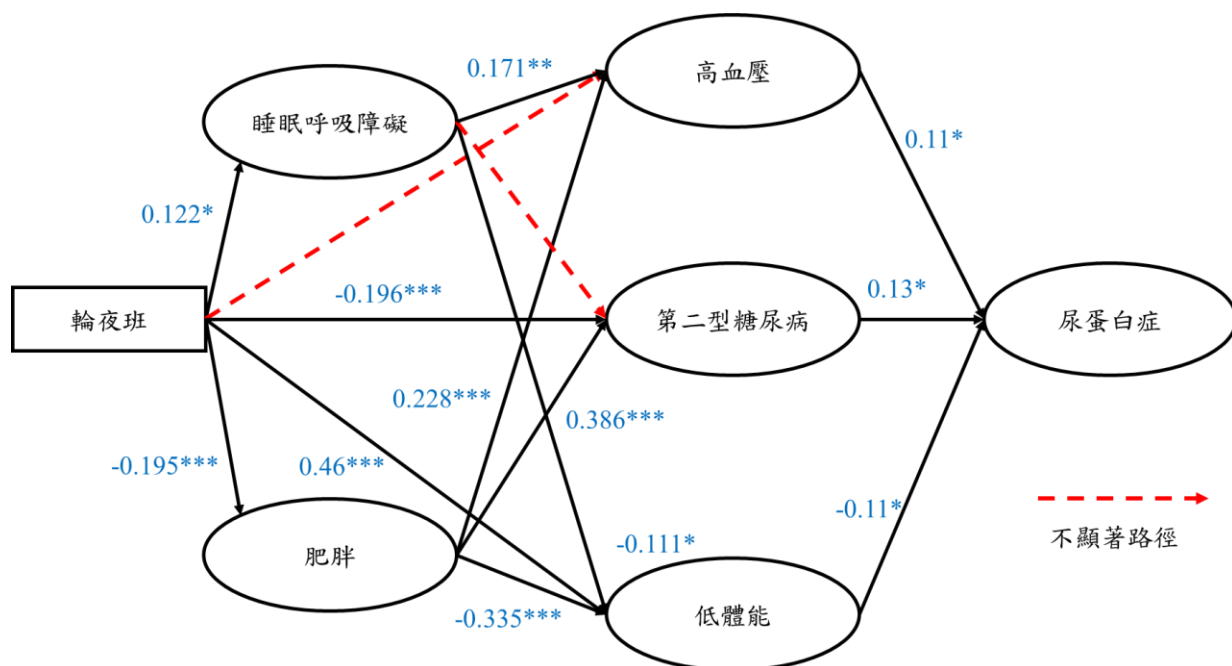 高血壓
0.171**
睡眠呼吸障礙
0.11*
0.122*
-0.196***
0.13*
輪夜班
第二型糖尿病
尿蛋白症
0.228***
0.386***
-0.195***
0.46***
-0.11*
不顯著路徑
肥胖
-0.111*
-0.335***
低體能